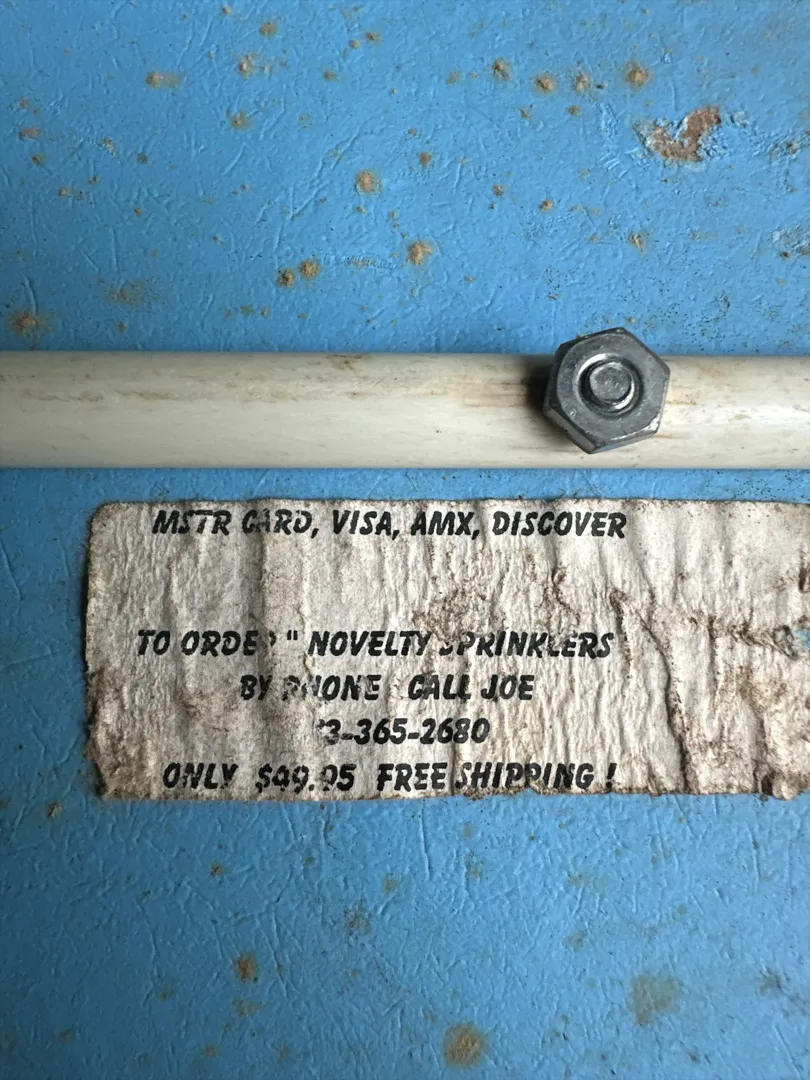 MSTR CARD, VISA, AMX, DISCOVER
TO ORDER " NOVELTY SPRINKLERS
BY PHONE CALL JOE
3-365-2680
ONLY $49.95 FREE SHIPPING !